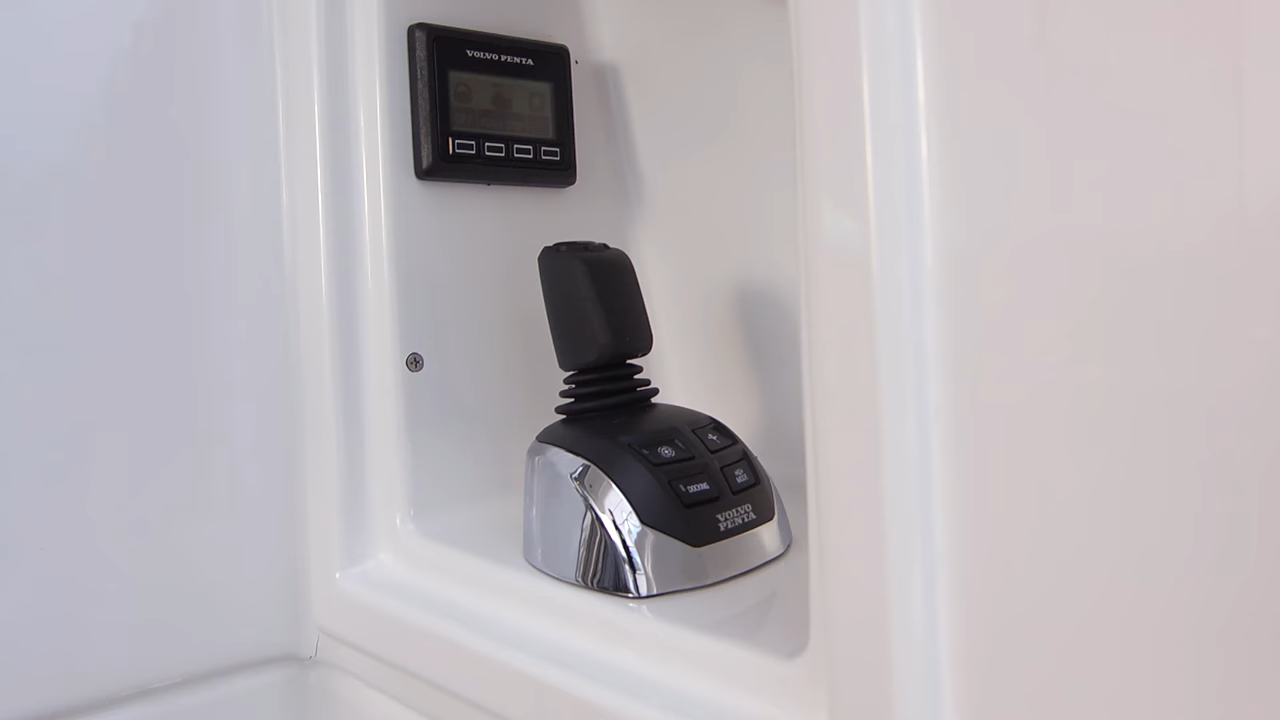 VOLVO PENTA
DOCKING
HIGH
MODE
VOLVO
PENTA